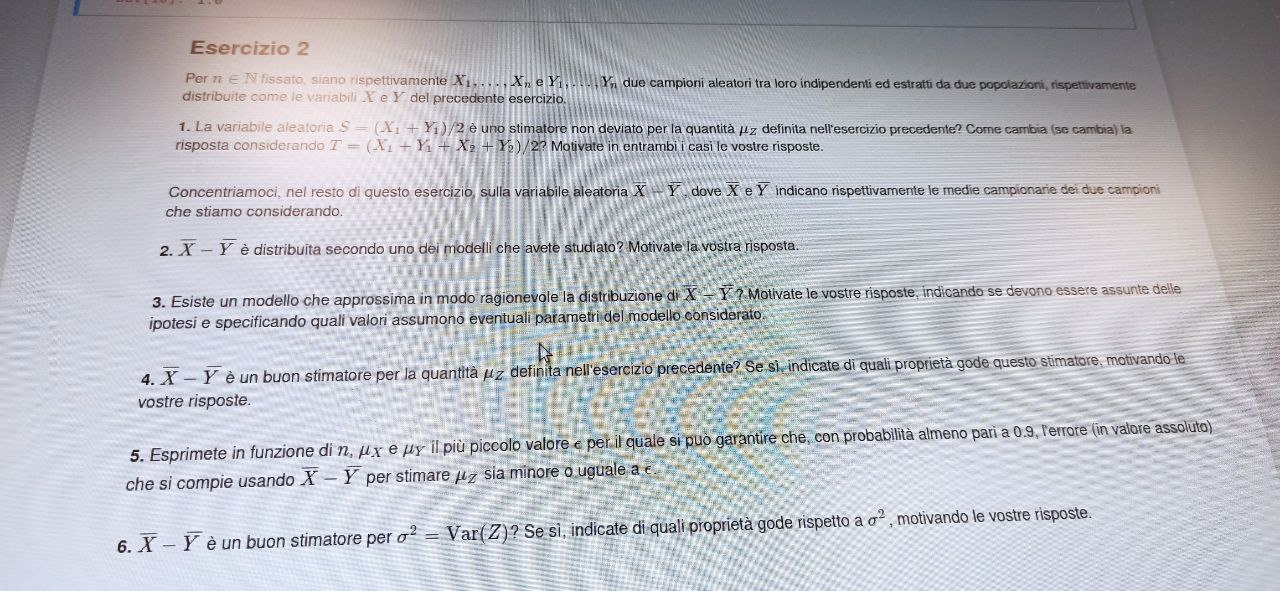 Esercizio 2
Per n ∈ ℕ fissato, siano rispettivamente X₁, . . . , Xₙ e Y₁, . . . , Yₙ due campioni aleatori tra loro indipendenti ed estratti da due popolazioni, rispettivamente
distribuite come le variabili X e Y del precedente esercizio.
1. La variabile aleatoria S = (X₁ + Y₁)/2 è uno stimatore non deviato per la quantità μ_Z definita nell'esercizio precedente? Come cambia (se cambia) la
risposta considerando T = (X₁ + Y₁ + X₂ + Y₂)/2? Motivate in entrambi i casi le vostre risposte.
Concentriamoci, nel resto di questo esercizio, sulla variabile aleatoria X̅ − Y̅, dove X̅ e Y̅ indicano rispettivamente le medie campionarie dei due campioni
che stiamo considerando.
2. X̅ − Y̅ è distribuita secondo uno dei modelli che avete studiato? Motivate la vostra risposta.
3. Esiste un modello che approssima in modo ragionevole la distribuzione di X̅ − Y̅? Motivate le vostre risposte, indicando se devono essere assunte delle
ipotesi e specificando quali valori assumono eventuali parametri del modello considerato.
4. X̅ − Y̅ è un buon stimatore per la quantità μ_Z definita nell'esercizio precedente? Se sì, indicate di quali proprietà gode questo stimatore, motivando le
vostre risposte.
5. Esprimete in funzione di n, μ_X e μ_Y il più piccolo valore ϵ per il quale si può garantire che, con probabilità almeno pari a 0.9, l'errore (in valore assoluto)
che si compie usando X̅ − Y̅ per stimare μ_Z sia minore o uguale a ϵ.
6. X̅ − Y̅ è un buon stimatore per σ² = Var(Z)? Se sì, indicate di quali proprietà gode rispetto a σ², motivando le vostre risposte.